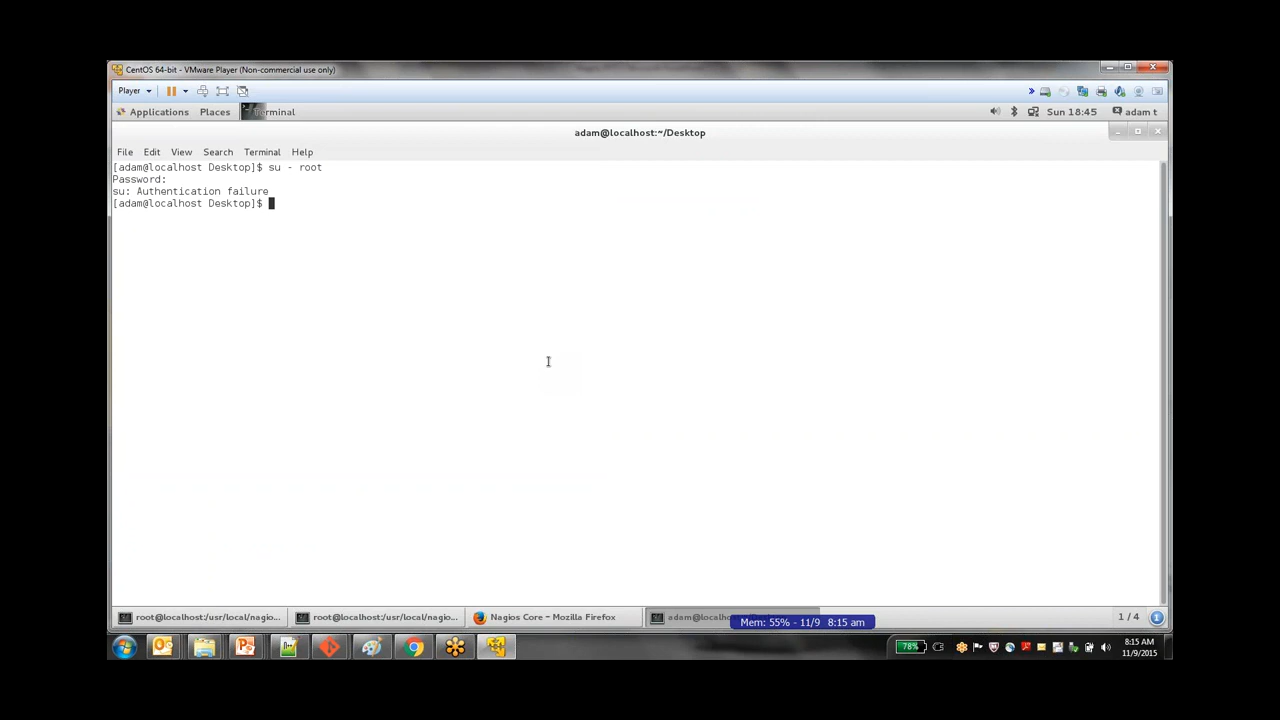 CentOS 64-bit - VMware Player (Non-commercial use only)
Player
Applications Places Terminal Sun 18:45 adam t
adam@localhost:~/Desktop
File Edit View Search Terminal Help
[adam@localhost Desktop]$ su - root
Password:
su: Authentication failure
[adam@localhost Desktop]$
root@localhost:/usr/local/nagio... root@localhost:/usr/local/nagio... Nagios Core - Mozilla Firefox adam@localh 1 / 4
Mem: 55% - 11/9 8:15 am
78% 8:15 AM
11/9/2015